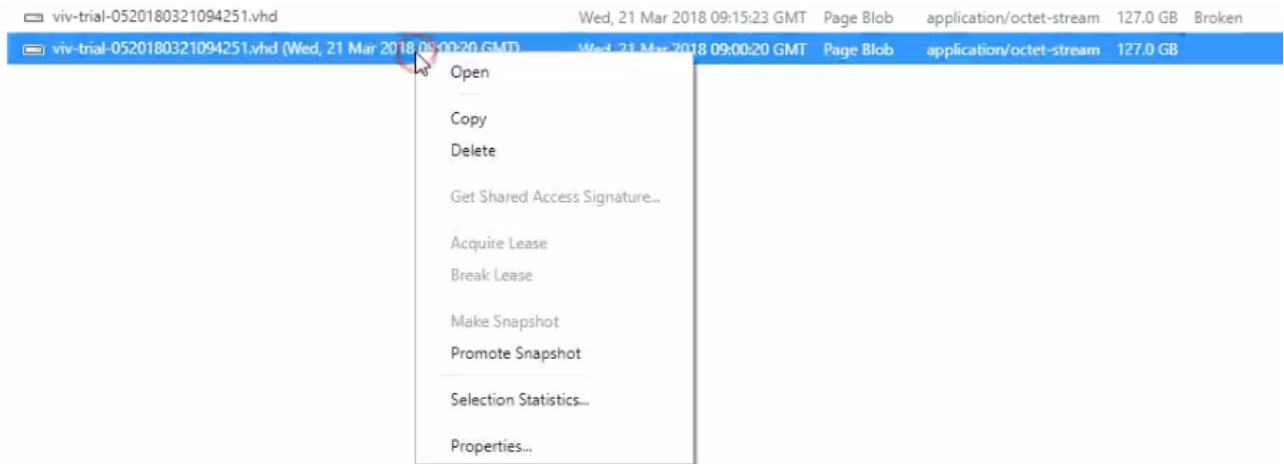 viv-trial-0520180321094251.vhd Wed, 21 Mar 2018 09:15:23 GMT Page Blob application/octet-stream 127.0 GB Broken
viv-trial-0520180321094251.vhd (Wed, 21 Mar 2018 09:00:20 GMT) Wed, 21 Mar 2018 09:00:20 GMT Page Blob application/octet-stream 127.0 GB
Open
Copy
Delete
Get Shared Access Signature...
Acquire Lease
Break Lease
Make Snapshot
Promote Snapshot
Selection Statistics...
Properties...